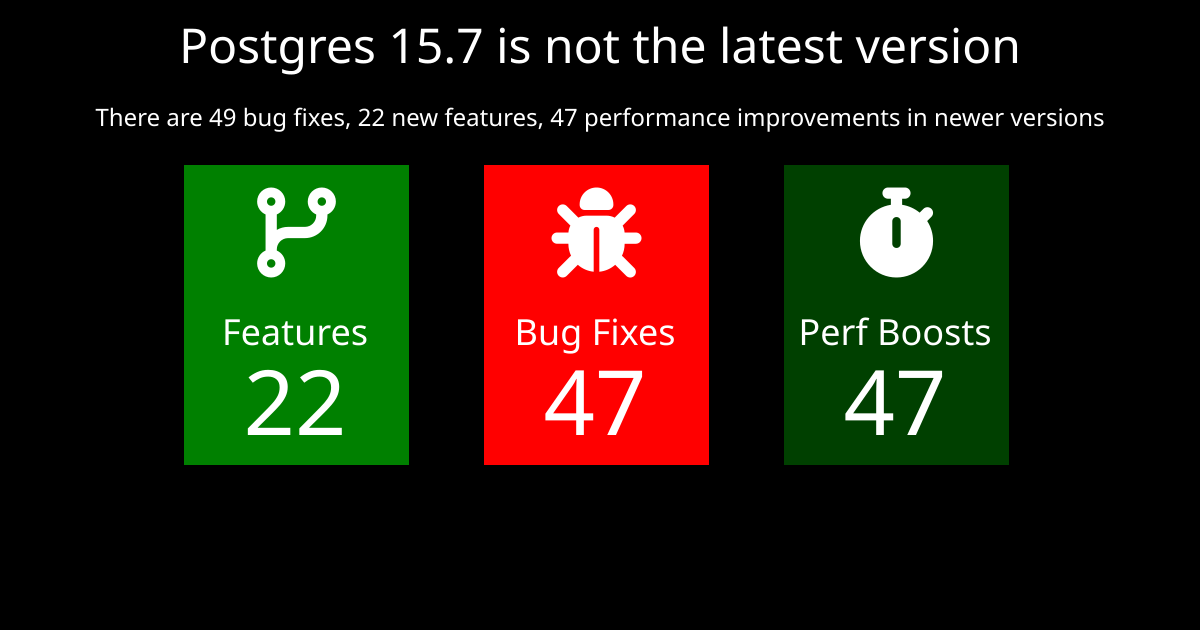 Postgres 15.7 is not the latest version
There are 49 bug fixes, 22 new features, 47 performance improvements in newer versions
Features
22
Bug Fixes
47
Perf Boosts
47